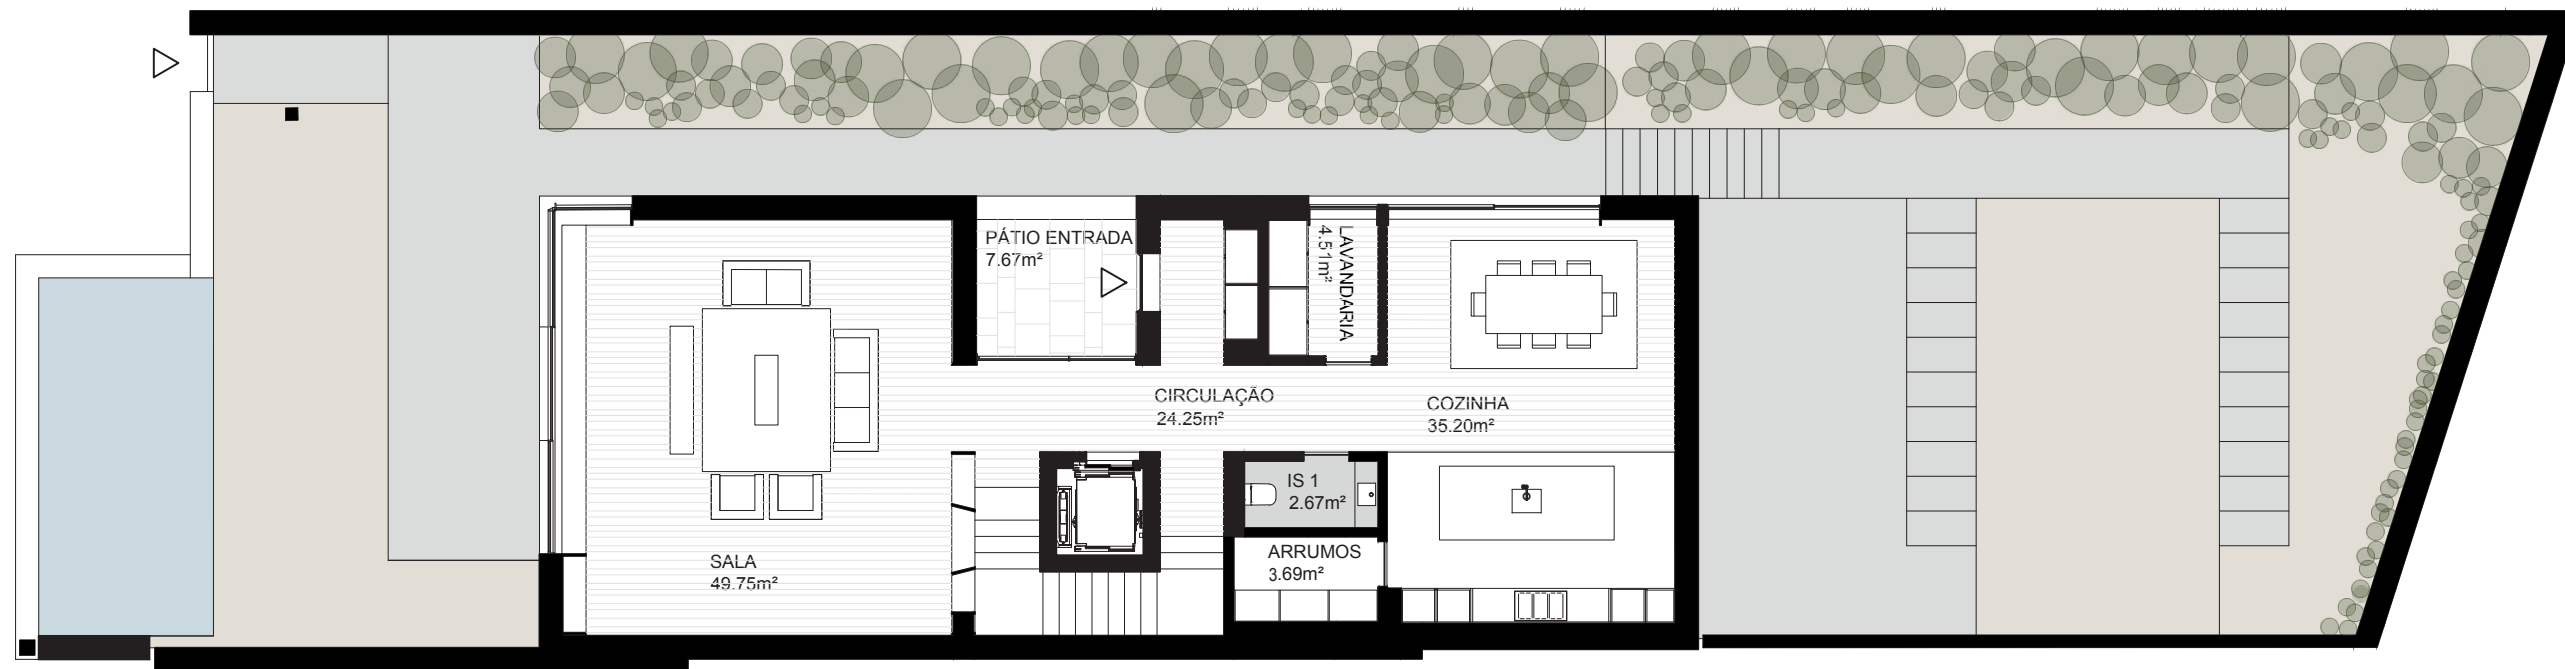 PÁTIO ENTRADA
7.67m²
LAVANDARIA
4.51m²
CIRCULAÇÃO
24.25m²
COZINHA
35.20m²
IS 1
2.67m²
ARRUMOS
3.69m²
SALA
49.75m²